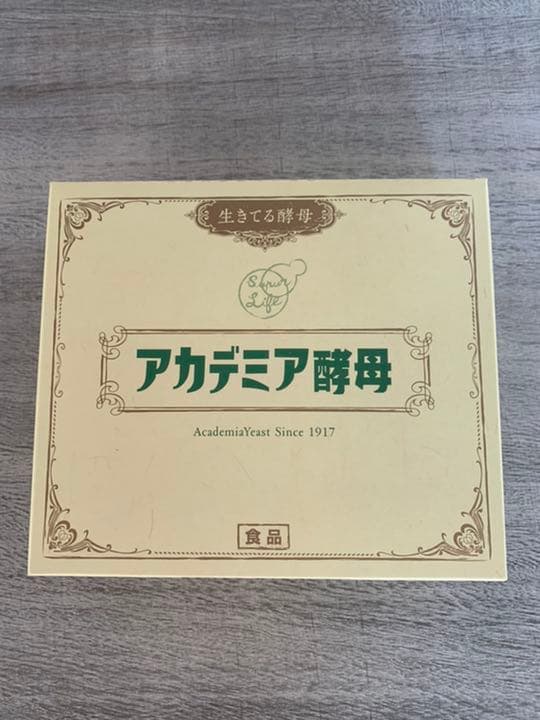 生きてる酵母
Super
Life
アカデミア酵母
AcademiaYeast Since 1917
食品